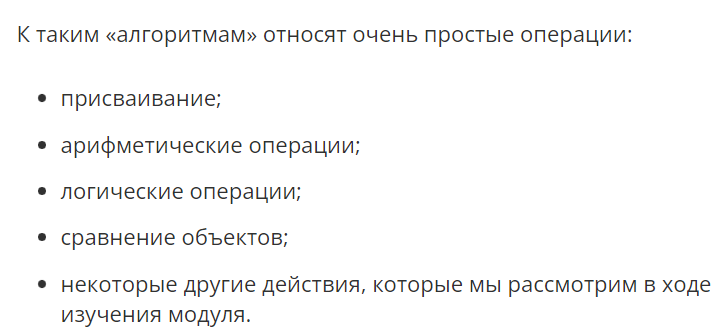 К таким «алгоритмам» относят очень простые операции:
• присваивание;
• арифметические операции;
• логические операции;
• сравнение объектов;
• некоторые другие действия, которые мы рассмотрим в ходе
изучения модуля.